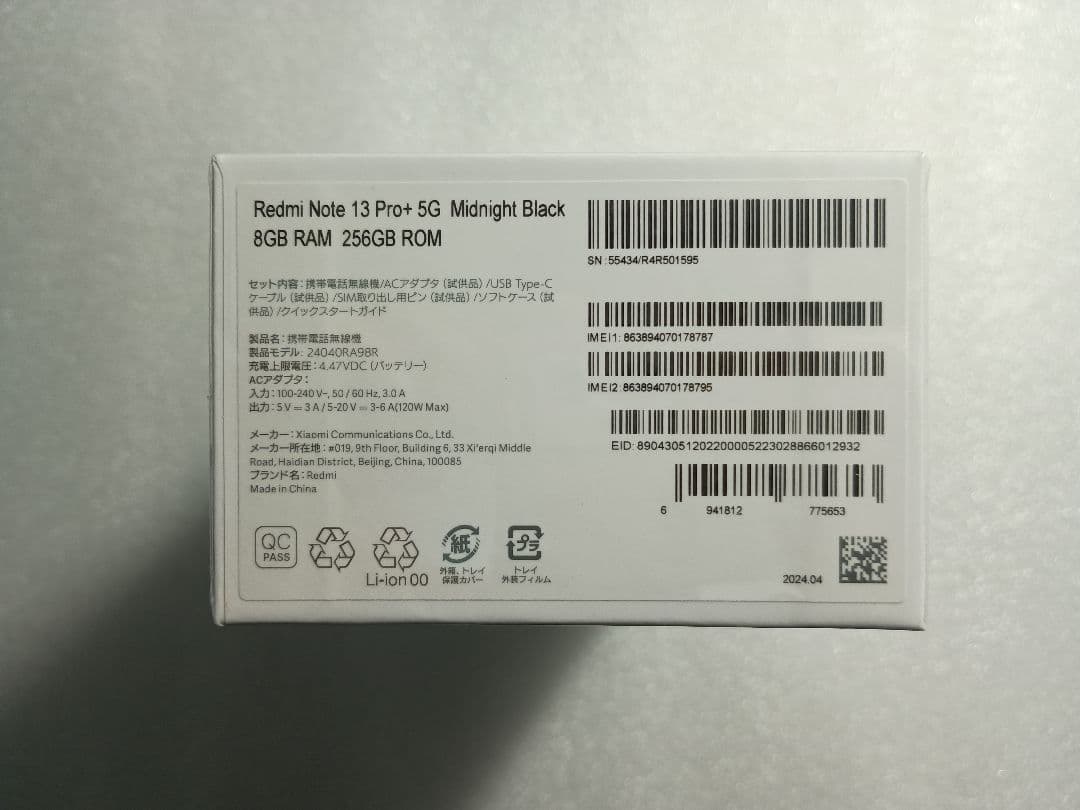 Redmi Note 13 Pro+ 5G Midnight Black
8GB RAM 256GB ROM
セット内容：携帯電話無線機/ACアダプタ（試供品）/USB Type-C
ケーブル（試供品）/SIM取り出し用ピン（試供品）/ソフトケース（試
供品）/クイックスタートガイド
製品名：携帯電話無線機
製品モデル: 24040RA98R
充電上限電圧：4.47VDC（バッテリー）
ACアダプタ：
入力：100-240 V~, 50 / 60 Hz, 3.0 A
出力：5 V ⎓ 3 A / 5-20 V ⎓ 3-6 A(120W Max)
メーカー：Xiaomi Communications Co., Ltd.
メーカー所在地：#019, 9th Floor, Building 6, 33 Xi'erqi Middle
Road, Haidian District, Beijing, China, 100085
ブランド名：Redmi
Made in China
QC
PASS
Li-ion 00
紙
外箱、トレイ
保護カバー
プラ
トレイ
外装フィルム
SN:55434/R4R501595
IMEI1: 863894070178787
IMEI2: 863894070178795
EID: 89043051202200005223028866012932
6 941812 775653
2024.04